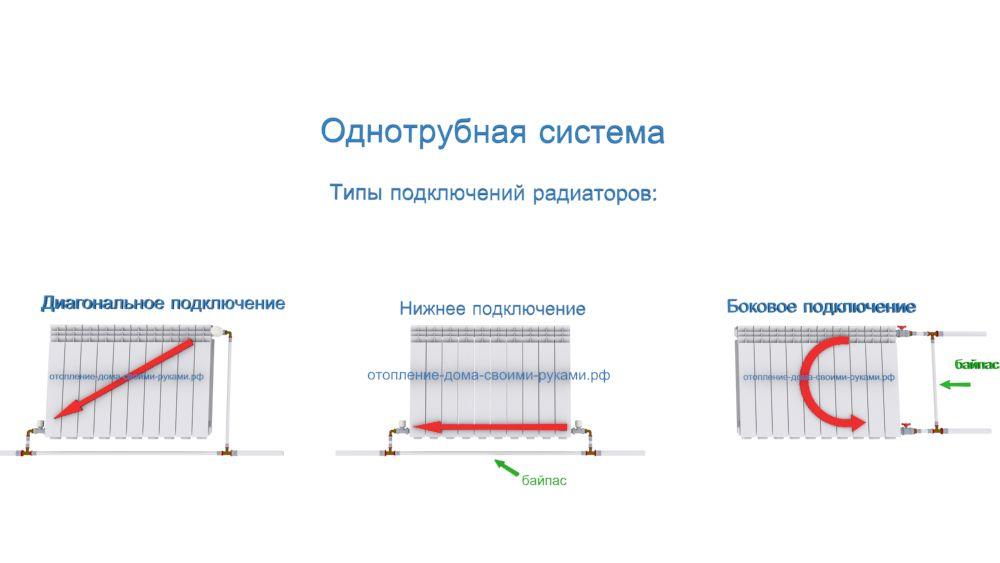 Однотрубная система
Типы подключений радиаторов:
Диагональное подключение
Нижнее подключение
Боковое подключение
отопление-дома-своими-руками.рф
отопление-дома-своими-руками.рф
отопление-дома-своими-руками.рф
байпас
байпас